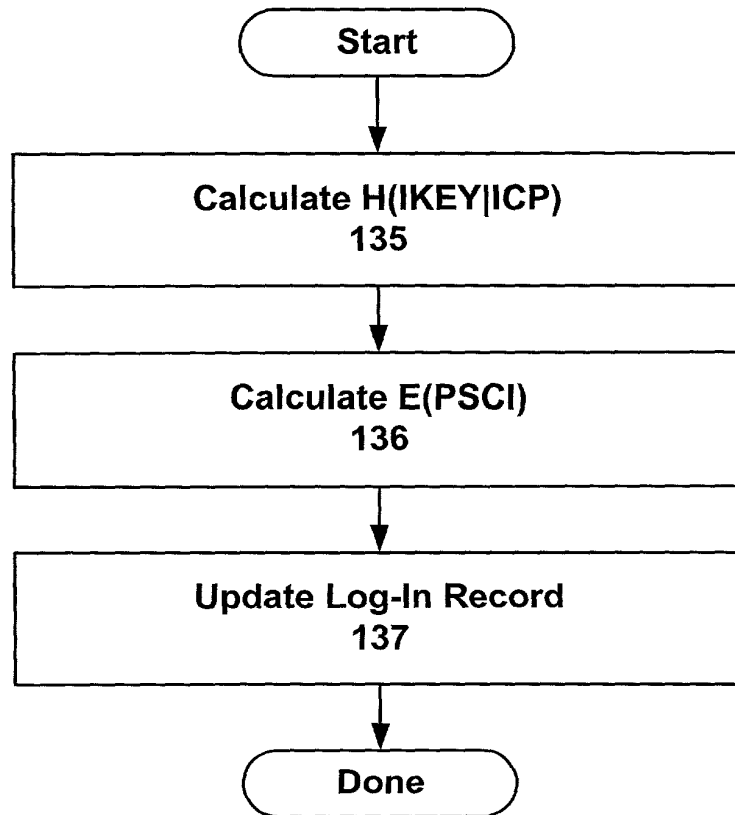 Start
Calculate H(IKEY|ICP)
135
Calculate E(PSCI)
136
Update Log-In Record
137
Done